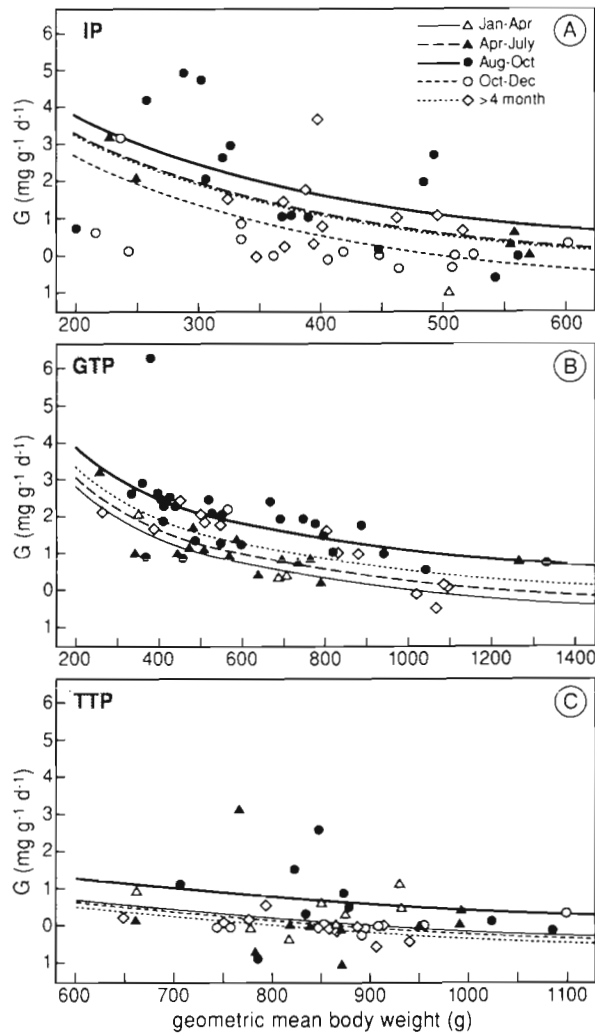 IP
A
Jan-Apr
Apr-July
Aug-Oct
Oct-Dec
>4 month
G (mg g⁻¹ d⁻¹)
6
5
4
3
2
1
0
1
200 300 400 500 600
GTP
B
G (mg g⁻¹ d⁻¹)
6
5
4
3
2
1
0
1
200 400 600 800 1000 1200 1400
TTP
C
G (mg g⁻¹ d⁻¹)
6
5
4
3
2
1
0
1
600 700 800 900 1000 1100
geometric mean body weight (g)